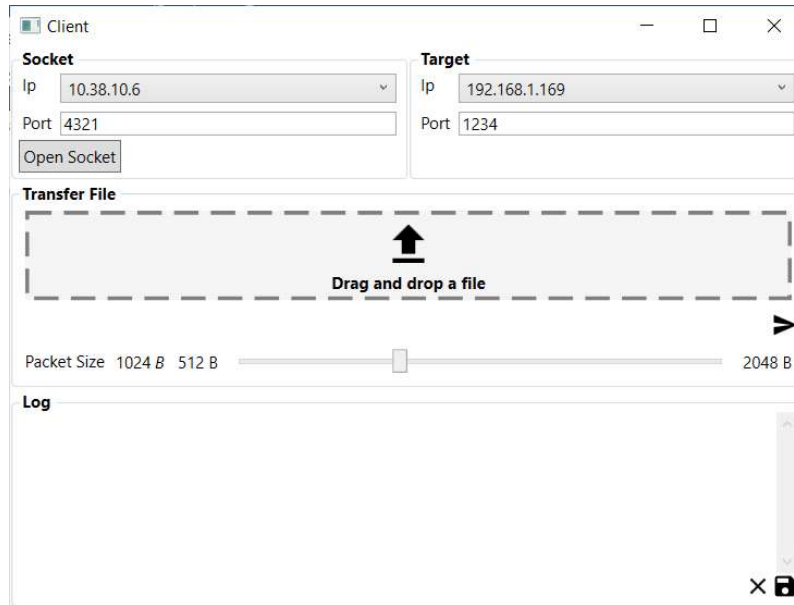 Client
Socket
Ip 10.38.10.6
Port 4321
Open Socket
Target
Ip 192.168.1.169
Port 1234
Transfer File
Drag and drop a file
Packet Size 1024 B 512 B 2048 B
Log